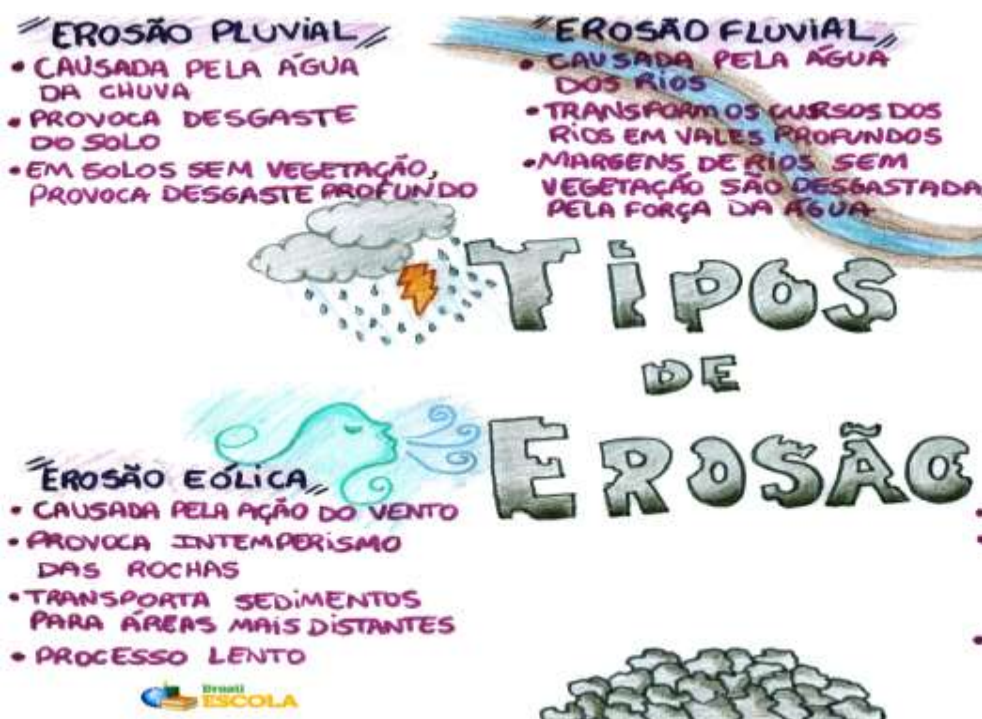 EROSÃO PLUVIAL
• CAUSADA PELA ÁGUA
DA CHUVA
• PROVOCA DESGASTE
DO SOLO
• EM SOLOS SEM VEGETAÇÃO,
PROVOCA DESGASTE PROFUNDO
EROSÃO FLUVIAL
• CAUSADA PELA ÁGUA
DOS RIOS
• TRANSFORM OS CURSOS DOS
RIOS EM VALES PROFUNDOS
• MARGENS DE RIOS SEM
VEGETAÇÃO SÃO DESGASTADA
PELA FORÇA DA ÁGUA
TIPOS
DE
EROSÃO
EROSÃO EÓLICA
• CAUSADA PELA AÇÃO DO VENTO
• PROVOCA INTEMPERISMO
DAS ROCHAS
• TRANSPORTA SEDIMENTOS
PARA ÁREAS MAIS DISTANTES
• PROCESSO LENTO
Brasil
ESCOLA